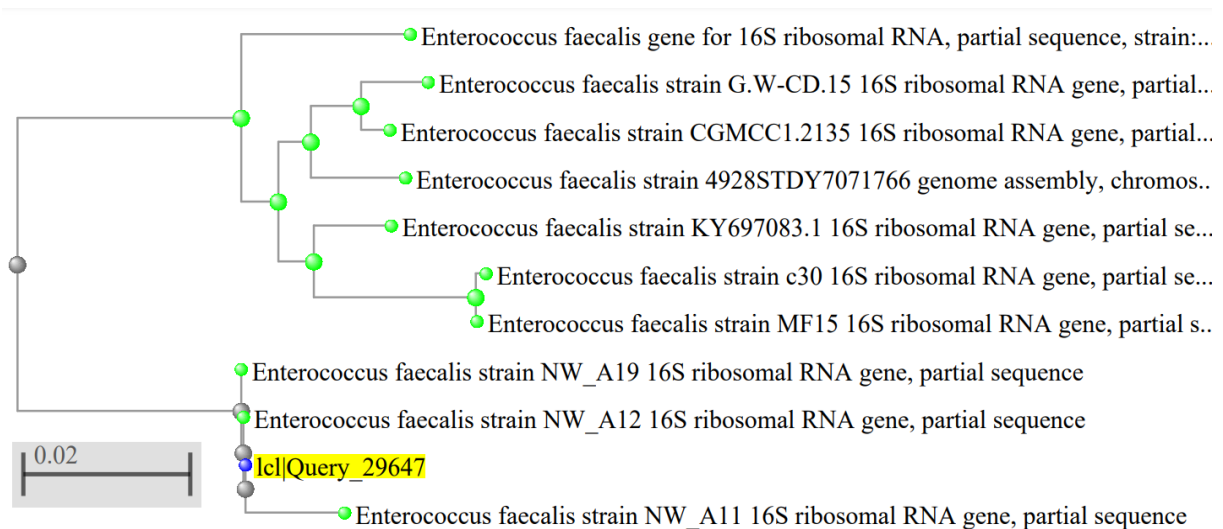 Enterococcus faecalis gene for 16S ribosomal RNA, partial sequence, strain:...
Enterococcus faecalis strain G.W-CD.15 16S ribosomal RNA gene, partial...
Enterococcus faecalis strain CGMCC1.2135 16S ribosomal RNA gene, partial...
Enterococcus faecalis strain 4928STDY7071766 genome assembly, chromos...
Enterococcus faecalis strain KY697083.1 16S ribosomal RNA gene, partial se...
Enterococcus faecalis strain c30 16S ribosomal RNA gene, partial se...
Enterococcus faecalis strain MF15 16S ribosomal RNA gene, partial s...
Enterococcus faecalis strain NW_A19 16S ribosomal RNA gene, partial sequence
Enterococcus faecalis strain NW_A12 16S ribosomal RNA gene, partial sequence
0.02
lcl|Query_29647
Enterococcus faecalis strain NW_A11 16S ribosomal RNA gene, partial sequence